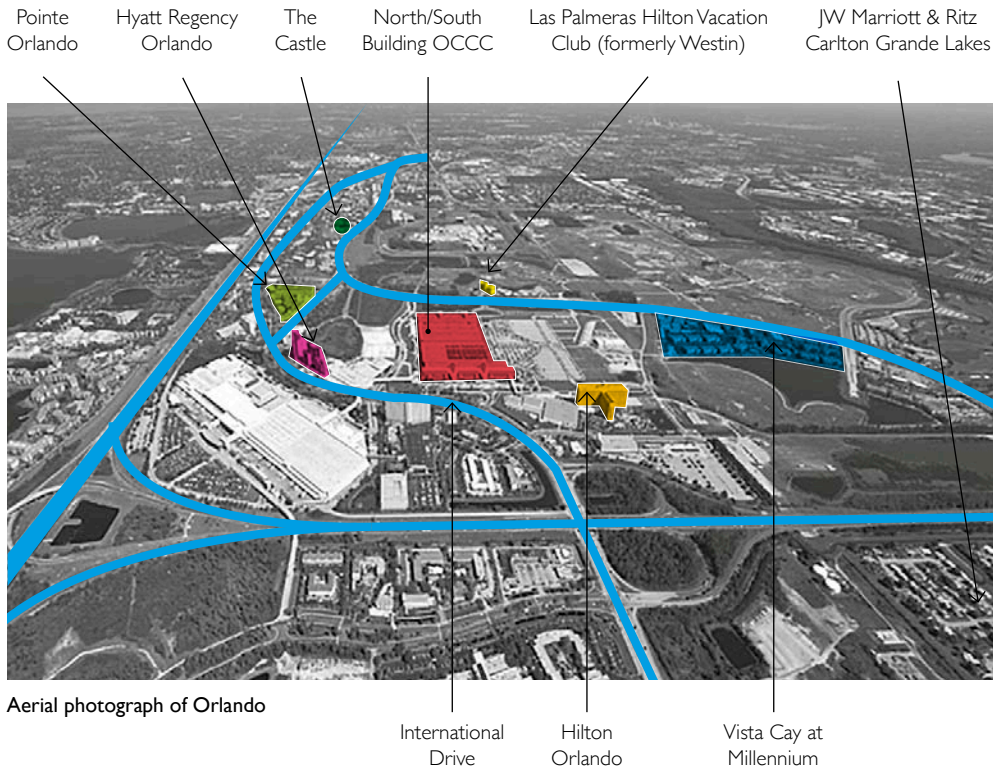 Pointe
Orlando
Hyatt Regency
Orlando
The
Castle
North/South
Building OCCC
Las Palmeras Hilton Vacation
Club (formerly Westin)
JW Marriott & Ritz
Carlton Grande Lakes
Aerial photograph of Orlando
International
Drive
Hilton
Orlando
Vista Cay at
Millennium